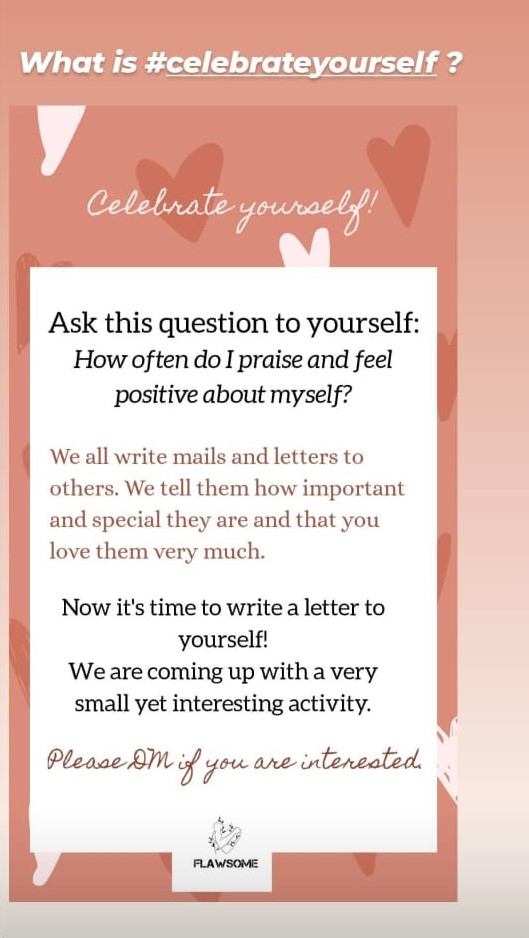 What is #celebrateyourself ?
Celebrate yourself!
Ask this question to yourself:
How often do I praise and feel
positive about myself?
We all write mails and letters to
others. We tell them how important
and special they are and that you
love them very much.
Now it's time to write a letter to
yourself!
We are coming up with a very
small yet interesting activity.
Please DM if you are interested.
FLAWSOME